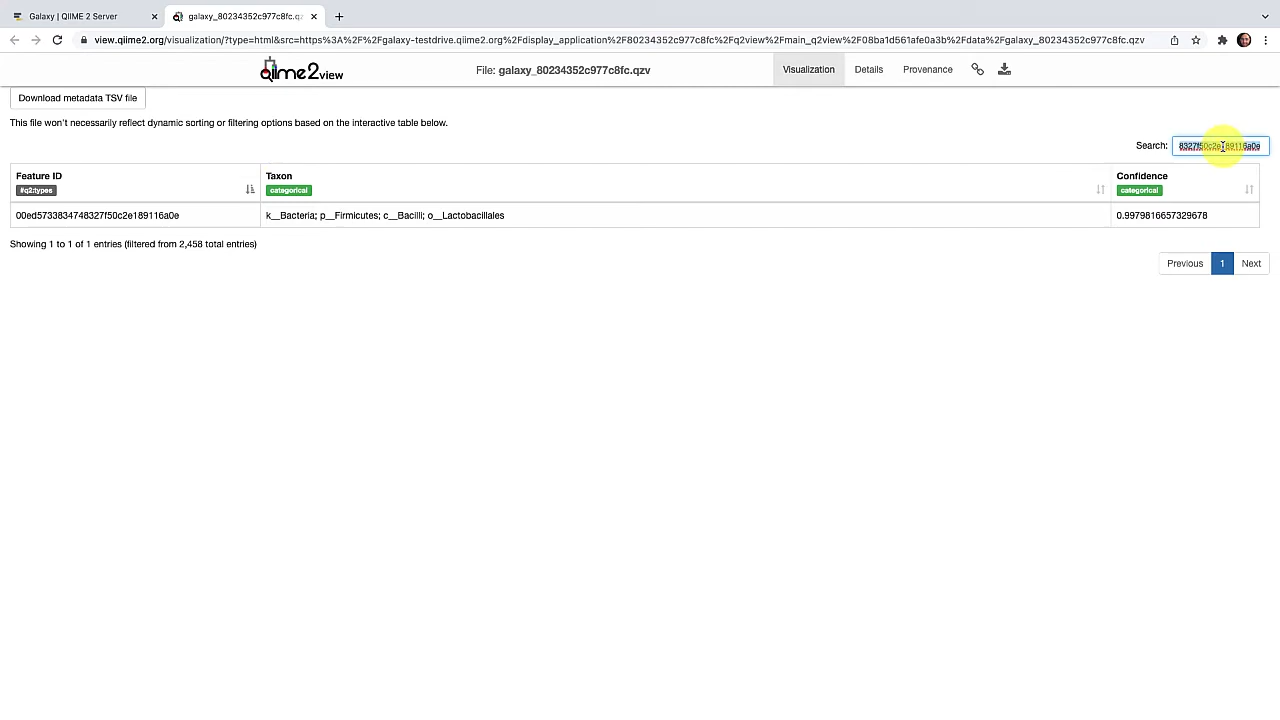 Galaxy | QIIME 2 Server
galaxy_80234352c977c8fc.qzv
view.qiime2.org/visualization/?type=html&src=https%3A%2F%2Fgalaxy-testdrive.qiime2.org%2Fdisplay_application%2F80234352c977c8fc%2Fq2view%2Fmain_q2view%2F08ba1d561afe0a3b%2Fdata%2Fgalaxy_80234352c977c8fc.qzv
qiime2view
File: galaxy_80234352c977c8fc.qzv
Visualization
Details
Provenance
Download metadata TSV file
This file won't necessarily reflect dynamic sorting or filtering options based on the interactive table below.
Search: 8327f50c2e189116a0e
Feature ID
#q2:types
Taxon
categorical
Confidence
categorical
00ed5733834748327f50c2e189116a0e
k__Bacteria; p__Firmicutes; c__Bacilli; o__Lactobacillales
0.9979816657329678
Showing 1 to 1 of 1 entries (filtered from 2,458 total entries)
Previous
1
Next